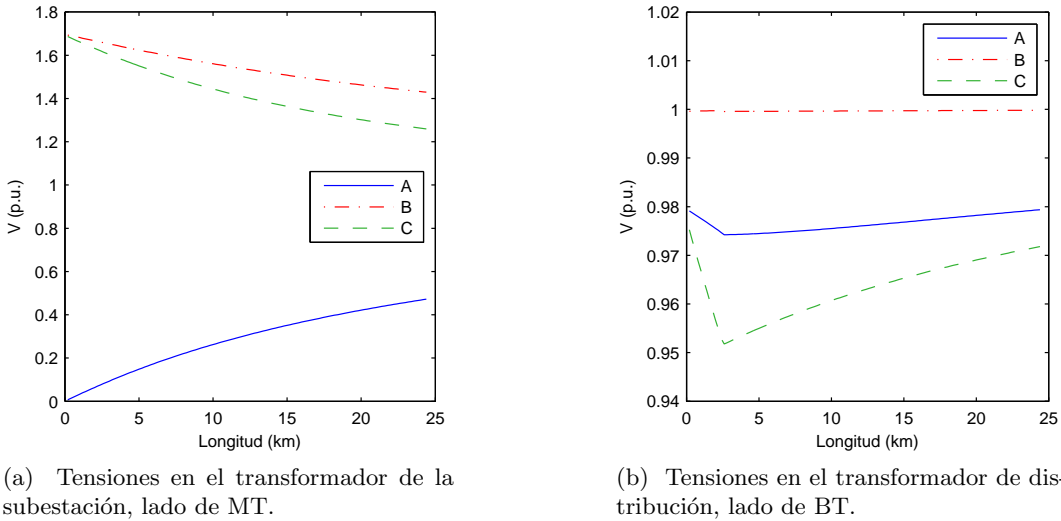 1.8
1.6
1.4
1.2
1
0.8
0.6
0.4
0.2
0
V (p.u.)
A
B
C
0 5 10 15 20 25
Longitud (km)
(a) Tensiones en el transformador de la
subestación, lado de MT.
1.02
1.01
1
0.99
0.98
0.97
0.96
0.95
0.94
V (p.u.)
A
B
C
0 5 10 15 20 25
Longitud (km)
(b) Tensiones en el transformador de dis-
tribución, lado de BT.